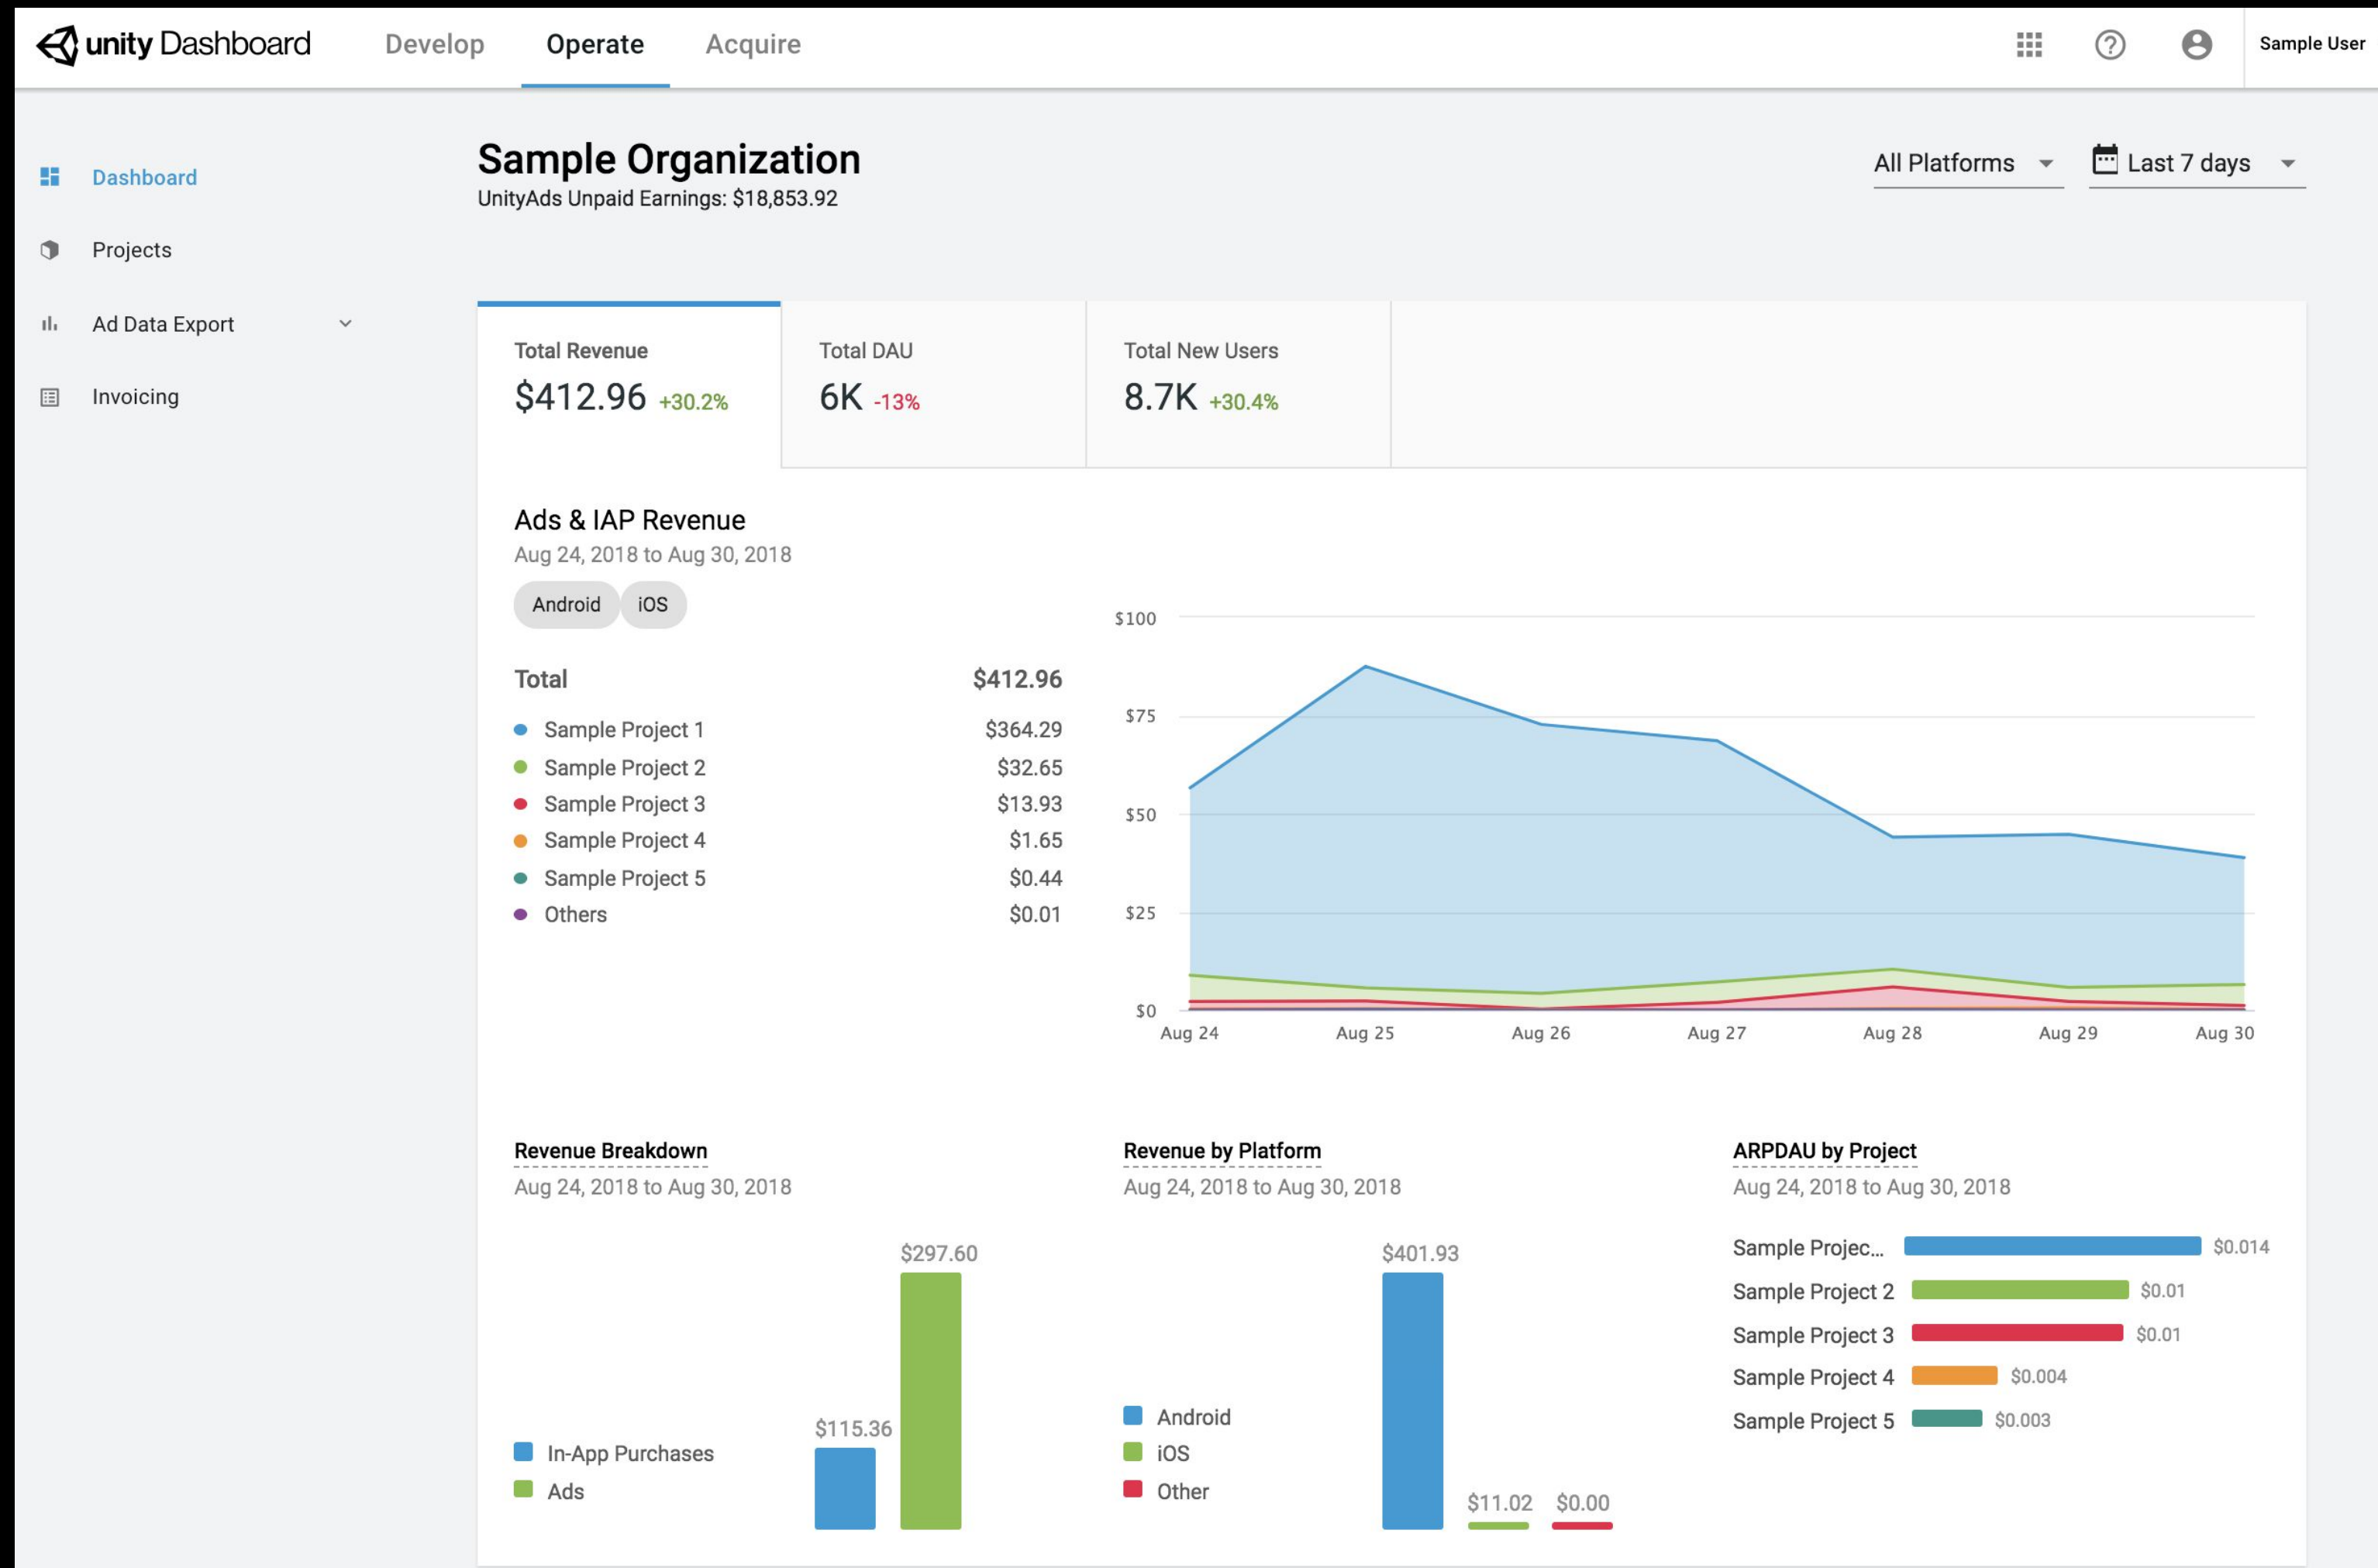 unity Dashboard Develop Operate Acquire Sample User
Dashboard
Projects
Ad Data Export
Invoicing
Sample Organization
UnityAds Unpaid Earnings: $18,853.92
All Platforms Last 7 days
Total Revenue
$412.96 +30.2%
Total DAU
6K -13%
Total New Users
8.7K +30.4%
Ads & IAP Revenue
Aug 24, 2018 to Aug 30, 2018
Android iOS
Total $412.96
Sample Project 1 $364.29
Sample Project 2 $32.65
Sample Project 3 $13.93
Sample Project 4 $1.65
Sample Project 5 $0.44
Others $0.01
$100
$75
$50
$25
$0
Aug 24 Aug 25 Aug 26 Aug 27 Aug 28 Aug 29 Aug 30
Revenue Breakdown
Aug 24, 2018 to Aug 30, 2018
$297.60
$115.36
In-App Purchases
Ads
Revenue by Platform
Aug 24, 2018 to Aug 30, 2018
$401.93
Android
iOS
Other
$11.02 $0.00
ARPDAU by Project
Aug 24, 2018 to Aug 30, 2018
Sample Projec... $0.014
Sample Project 2 $0.01
Sample Project 3 $0.01
Sample Project 4 $0.004
Sample Project 5 $0.003